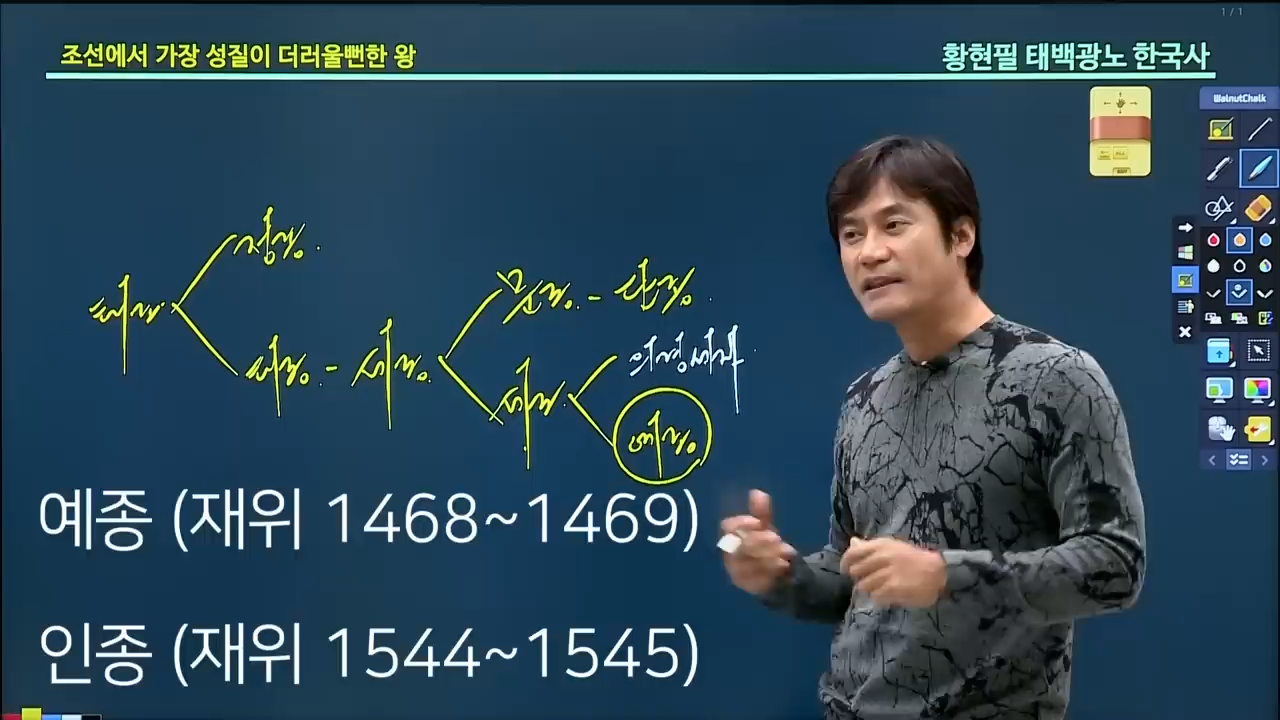 1 / 1
조선에서 가장 성질이 더러울뻔한 왕
황현필 태백광노 한국사
WalnutChalk
정종.
태조
태종. - 세종.
문종. - 단종.
세조
의경세자.
예종.
예종 (재위 1468~1469)
인종 (재위 1544~1545)